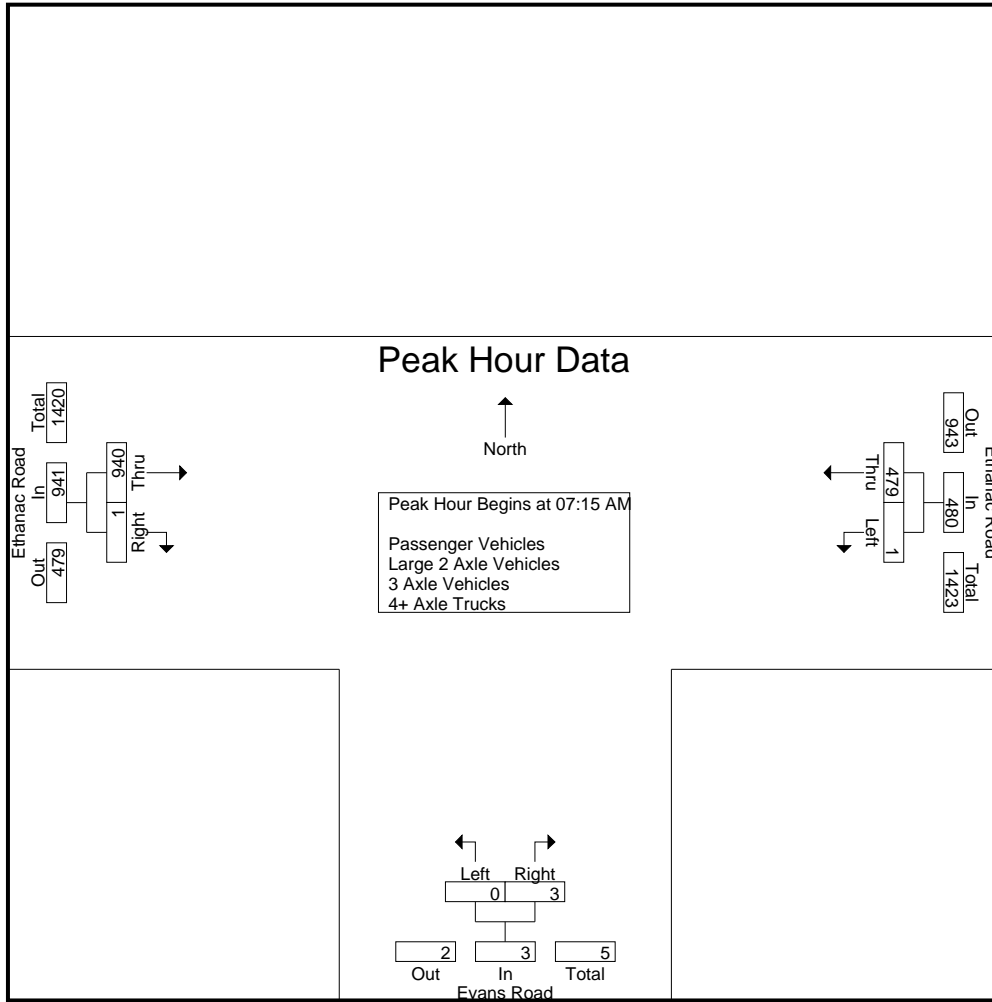 Peak Hour Data
North
Peak Hour Begins at 07:15 AM
Passenger Vehicles
Large 2 Axle Vehicles
3 Axle Vehicles
4+ Axle Trucks
Ethanac Road
Total
1420
In
941
Out
479
940
Thru
1
Right
479
Thru
1
Left
Out
943
In
480
Total
1423
Ethanac Road
Left Right
0 3
2 3 5
Out In Total
Evans Road